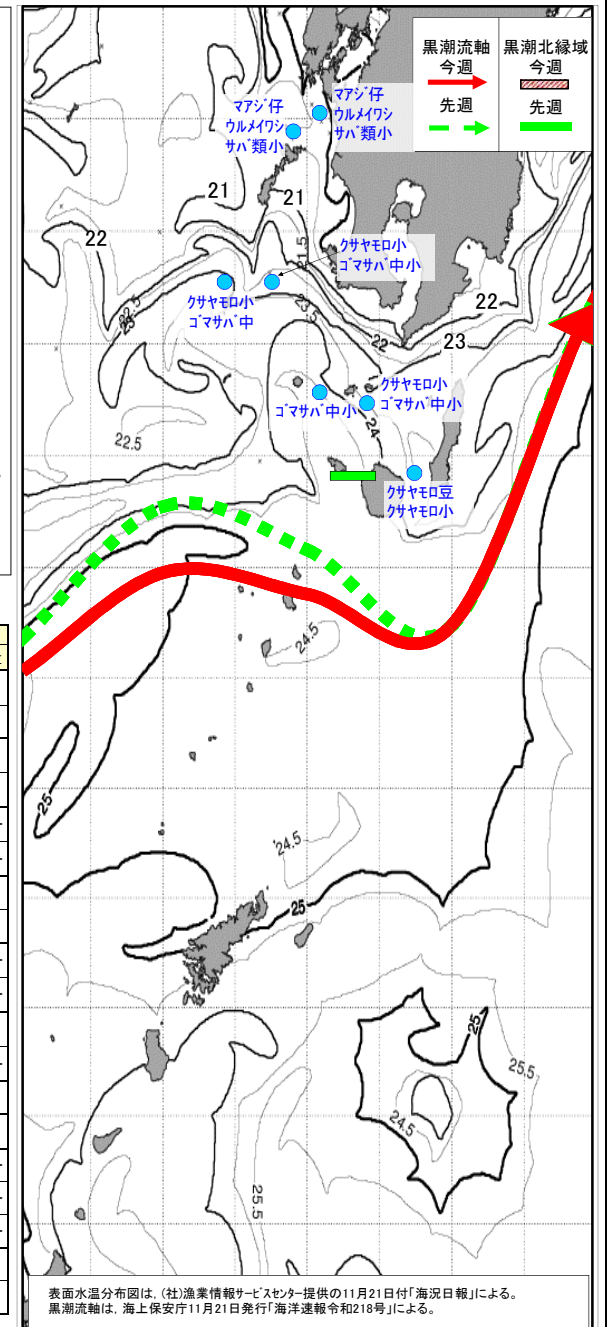 黒潮流軸
今週
先週
黒潮北縁域
今週
先週
マアジ仔
ウルメイワシ
サバ類小
マアジ仔
ウルメイワシ
サバ類小
21
21
22
21.5
クサヤモロ小
ゴマサバ中小
クサヤモロ小
ゴマサバ中
22.5
23
23.5
22
22
23
クサヤモロ小
ゴマサバ中小
ゴマサバ中小
24
22.5
クサヤモロ豆
クサヤモロ小
24.5
25
24.5
25
25
25.5
24.5
25.5
表面水温分布図は, (社)漁業情報サービスセンター提供の11月21日付「海況日報」による。
黒潮流軸は, 海上保安庁11月21日発行「海洋速報令和218号」による。